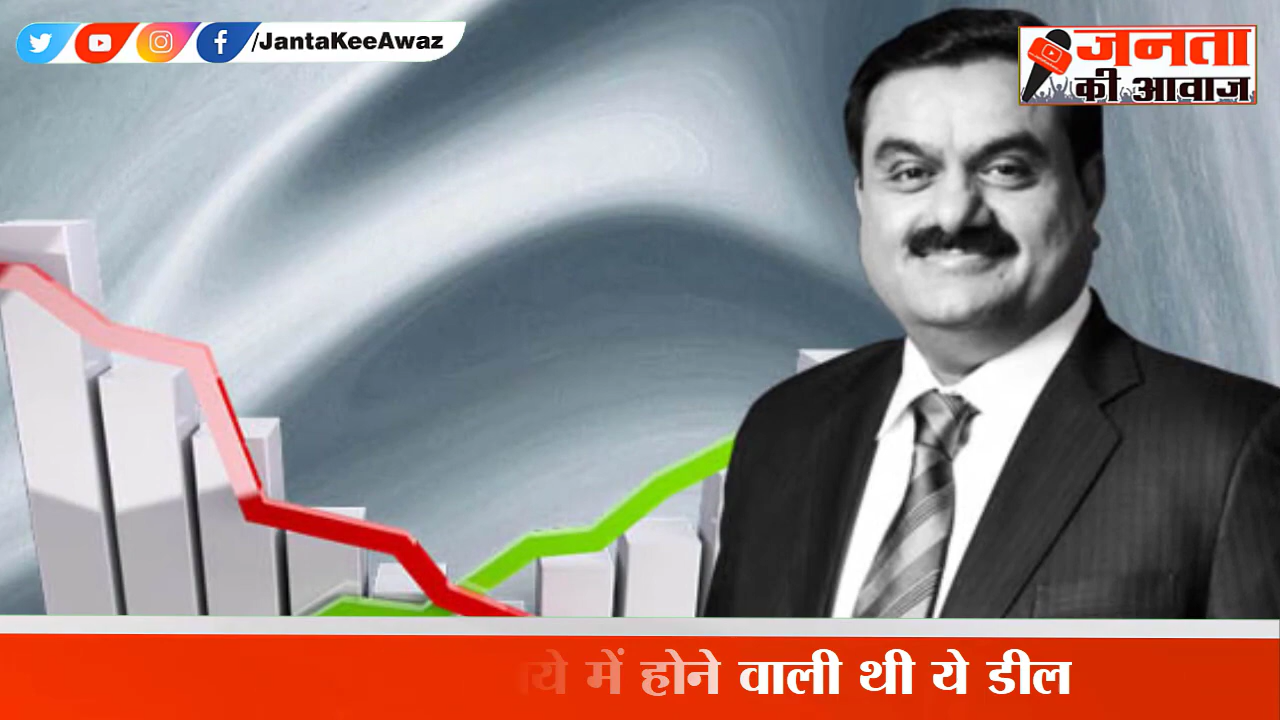 /JantaKeeAwaz
जनता
की आवाज
में होने वाली थी ये डील